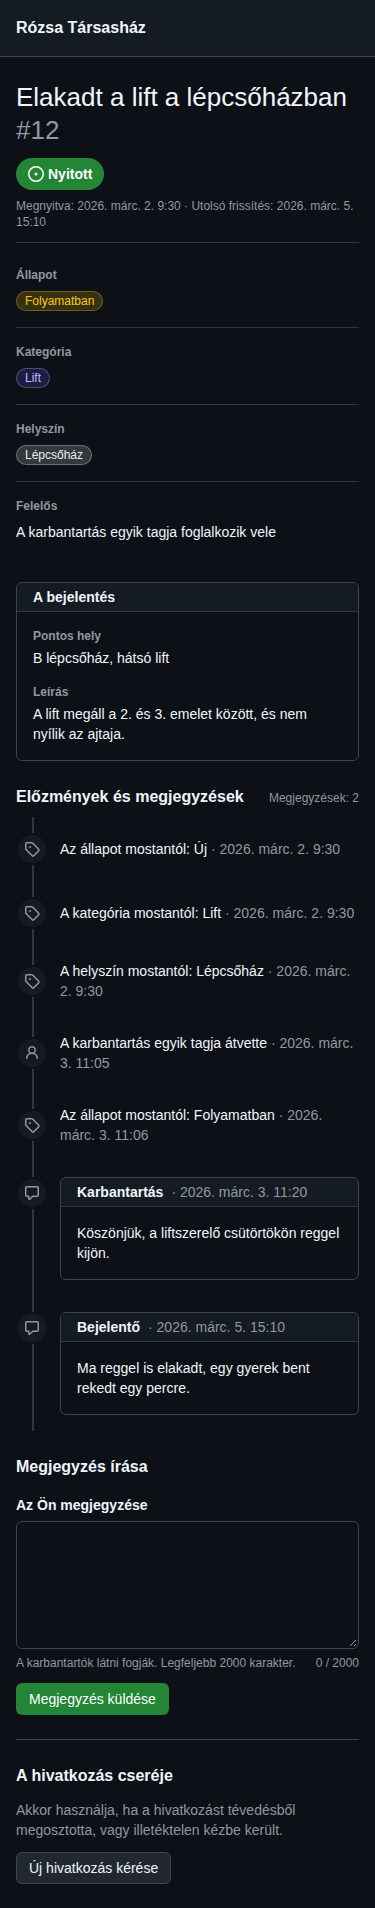 Rózsa Társasház
Elakadt a lift a lépcsőházban
#12
Nyitott
Megnyitva: 2026. márc. 2. 9:30 · Utolsó frissítés: 2026. márc. 5.
15:10
Állapot
Folyamatban
Kategória
Lift
Helyszín
Lépcsőház
Felelős
A karbantartás egyik tagja foglalkozik vele
A bejelentés
Pontos hely
B lépcsőház, hátsó lift
Leírás
A lift megáll a 2. és 3. emelet között, és nem
nyílik az ajtaja.
Előzmények és megjegyzések Megjegyzések: 2
Az állapot mostantól: Új · 2026. márc. 2. 9:30
A kategória mostantól: Lift · 2026. márc. 2. 9:30
A helyszín mostantól: Lépcsőház · 2026. márc.
2. 9:30
A karbantartás egyik tagja átvette · 2026. márc.
3. 11:05
Az állapot mostantól: Folyamatban · 2026.
márc. 3. 11:06
Karbantartás · 2026. márc. 3. 11:20
Köszönjük, a liftszerelő csütörtökön reggel
kijön.
Bejelentő · 2026. márc. 5. 15:10
Ma reggel is elakadt, egy gyerek bent
rekedt egy percre.
Megjegyzés írása
Az Ön megjegyzése
A karbantartók látni fogják. Legfeljebb 2000 karakter. 0 / 2000
Megjegyzés küldése
A hivatkozás cseréje
Akkor használja, ha a hivatkozást tévedésből
megosztotta, vagy illetéktelen kézbe került.
Új hivatkozás kérése